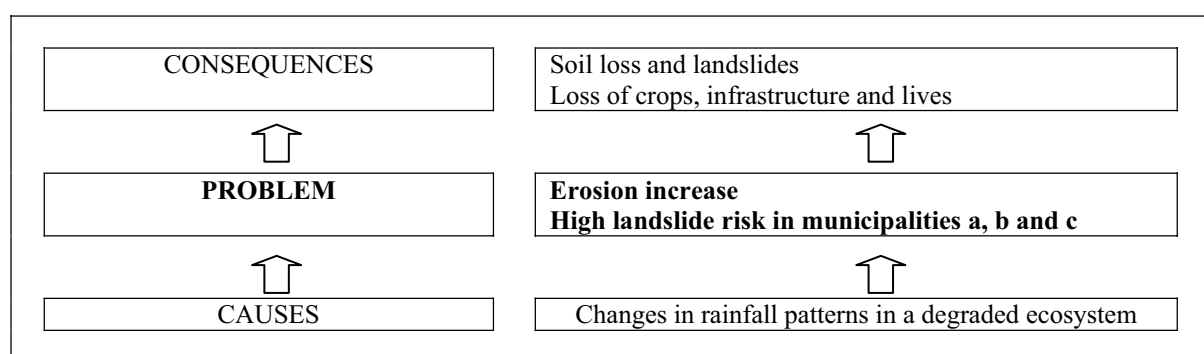 CONSEQUENCES
Soil loss and landslides
Loss of crops, infrastructure and lives
PROBLEM
Erosion increase
High landslide risk in municipalities a, b and c
CAUSES
Changes in rainfall patterns in a degraded ecosystem